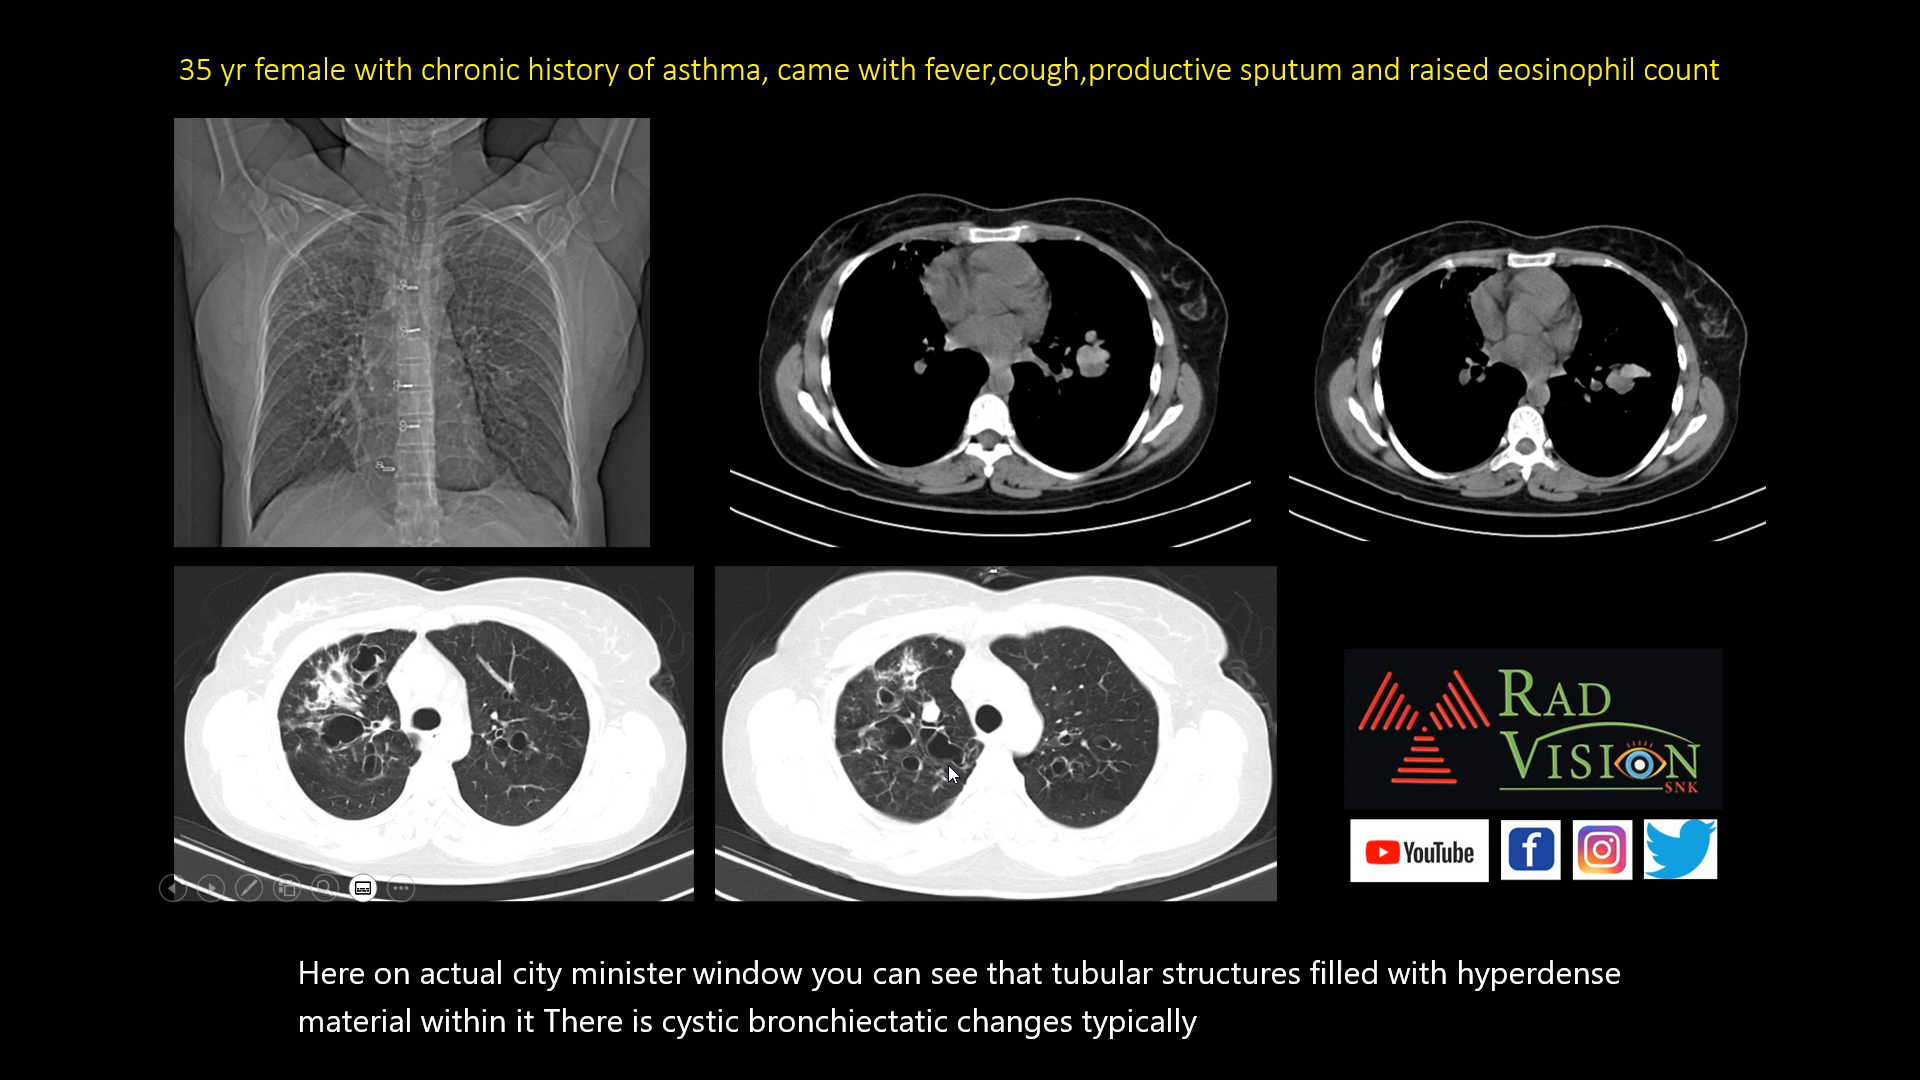 35 yr female with chronic history of asthma, came with fever,cough,productive sputum and raised eosinophil count
RAD
VISION
SNK
YouTube
Here on actual city minister window you can see that tubular structures filled with hyperdense
material within it There is cystic bronchiectatic changes typically